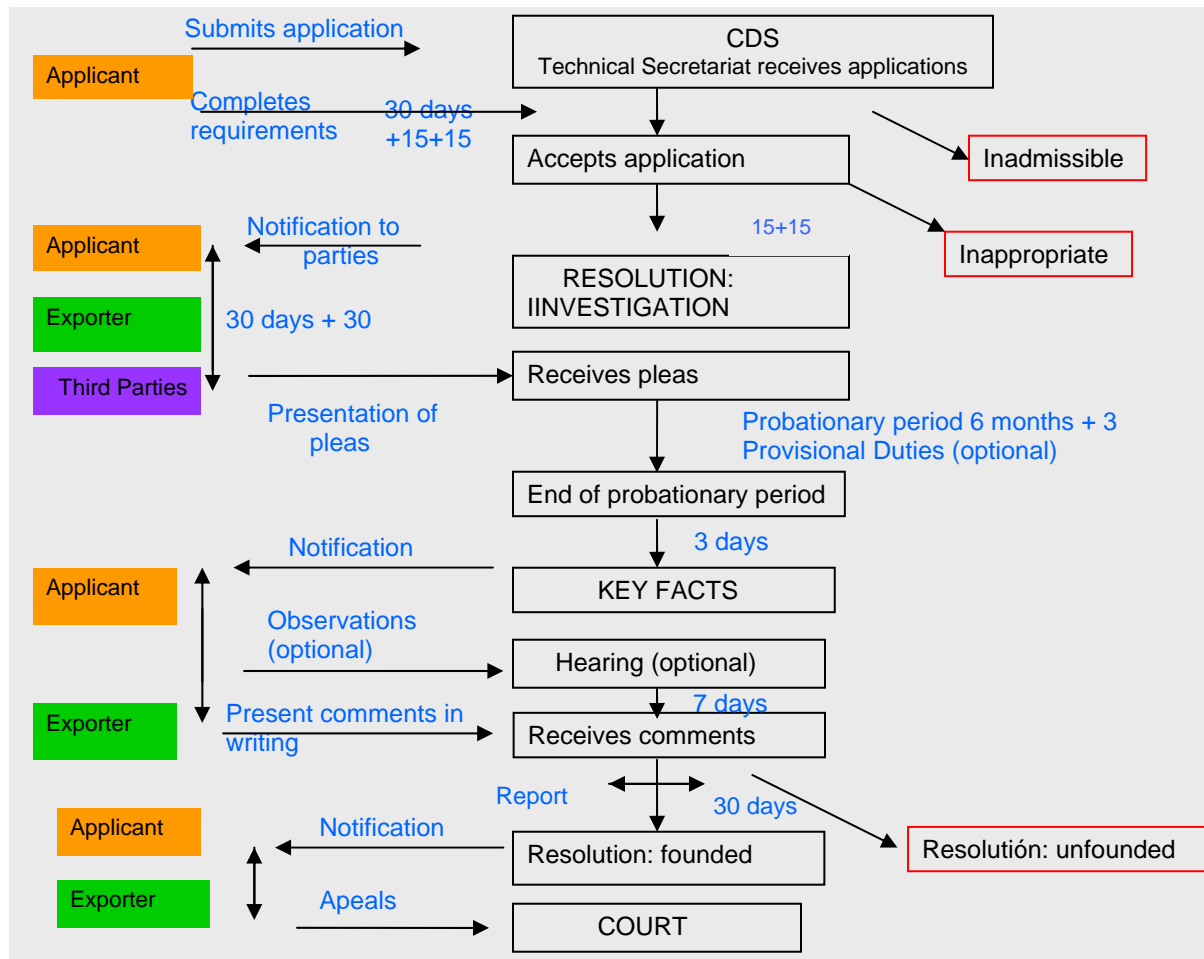 Submits application
CDS
Technical Secretariat receives applications
Applicant
Completes
requirements
30 days
+15+15
Accepts application
Inadmissible
Notification to
parties
15+15
Applicant
Inappropriate
RESOLUTION:
IINVESTIGATION
Exporter
30 days + 30
Third Parties
Receives pleas
Presentation of
pleas
Probationary period 6 months + 3
Provisional Duties (optional)
End of probationary period
3 days
Notification
Applicant
KEY FACTS
Observations
(optional)
Hearing (optional)
7 days
Exporter
Present comments in
writing
Receives comments
Report
30 days
Applicant
Notification
Resolution: founded
Resolutión: unfounded
Exporter
Apeals
COURT